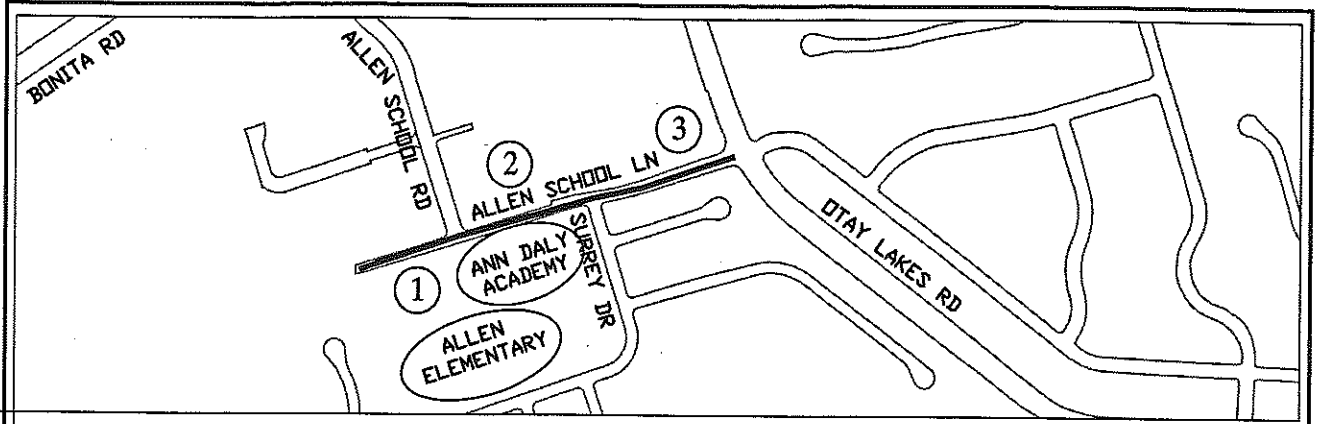 BONITA RD
ALLEN SCHOOL RD
3
2
ALLEN SCHOOL LN
1
ANN DALY
ACADEMY
SURREY DR
OTAY LAKES RD
ALLEN
ELEMENTARY